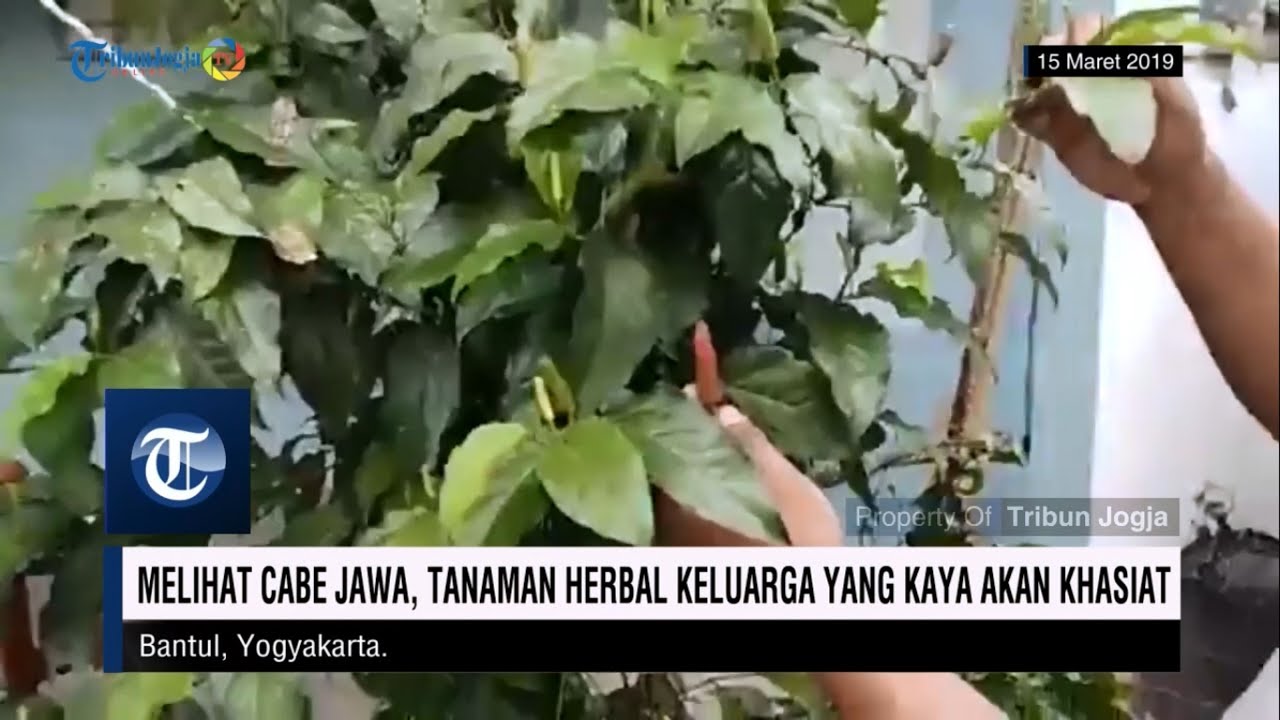 TribunJogja
15 Maret 2019
T
Property Of Tribun Jogja
MELIHAT CABE JAWA, TANAMAN HERBAL KELUARGA YANG KAYA AKAN KHASIAT
Bantul, Yogyakarta.